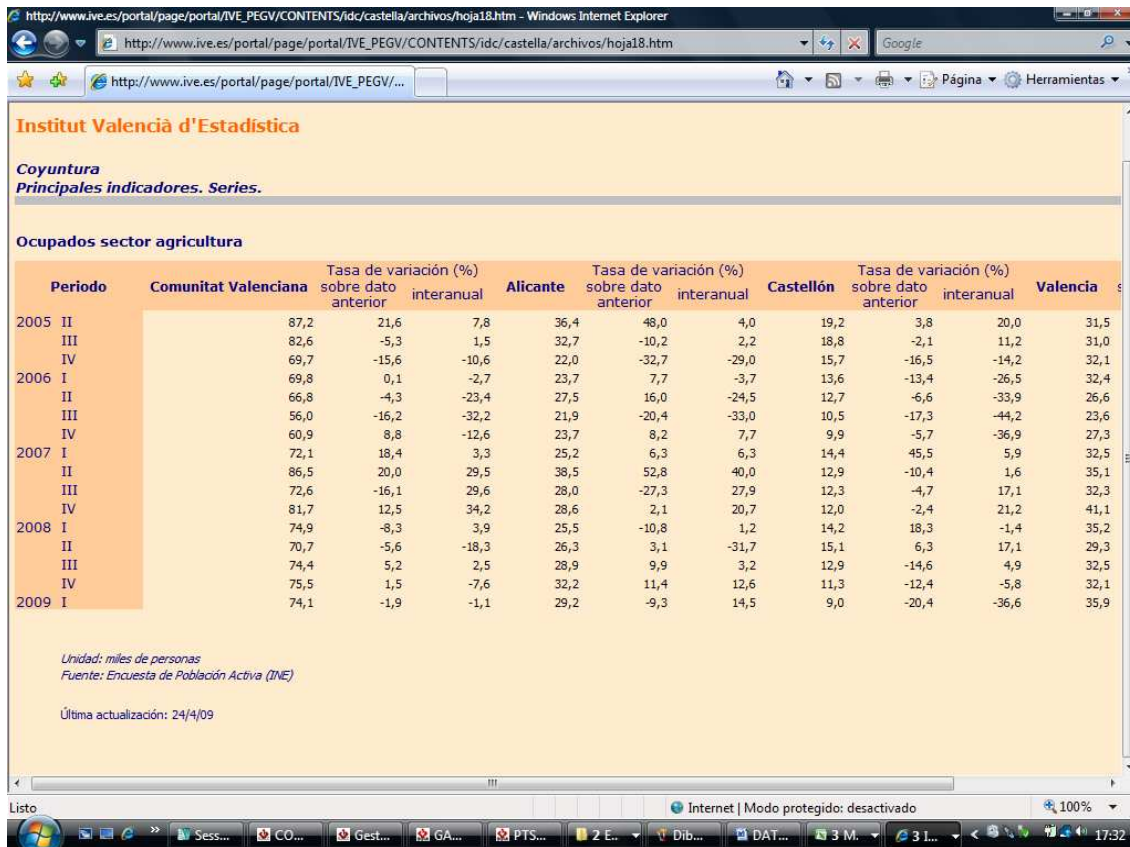 http://www.ive.es/portal/page/portal/IVE_PEGV/CONTENTS/idc/castella/archivos/hoja18.htm - Windows Internet Explorer
http://www.ive.es/portal/page/portal/IVE_PEGV/CONTENTS/idc/castella/archivos/hoja18.htm Google
http://www.ive.es/portal/page/portal/IVE_PEGV/... Página Herramientas
Institut Valencià d'Estadística
Coyuntura
Principales indicadores. Series.
Ocupados sector agricultura
Periodo Comunitat Valenciana Tasa de variación (%) sobre dato anterior interanual Alicante Tasa de variación (%) sobre dato anterior interanual Castellón Tasa de variación (%) sobre dato anterior interanual Valencia
2005 II 87,2 21,6 7,8 36,4 48,0 4,0 19,2 3,8 20,0 31,5
III 82,6 -5,3 1,5 32,7 -10,2 2,2 18,8 -2,1 11,2 31,0
IV 69,7 -15,6 -10,6 22,0 -32,7 -29,0 15,7 -16,5 -14,2 32,1
2006 I 69,8 0,1 -2,7 23,7 7,7 -3,7 13,6 -13,4 -26,5 32,4
II 66,8 -4,3 -23,4 27,5 16,0 -24,5 12,7 -6,6 -33,9 26,6
III 56,0 -16,2 -32,2 21,9 -20,4 -33,0 10,5 -17,3 -44,2 23,6
IV 60,9 8,8 -12,6 23,7 8,2 7,7 9,9 -5,7 -36,9 27,3
2007 I 72,1 18,4 3,3 25,2 6,3 6,3 14,4 45,5 5,9 32,5
II 86,5 20,0 29,5 38,5 52,8 40,0 12,9 -10,4 1,6 35,1
III 72,6 -16,1 29,6 28,0 -27,3 27,9 12,3 -4,7 17,1 32,3
IV 81,7 12,5 34,2 28,6 2,1 20,7 12,0 -2,4 21,2 41,1
2008 I 74,9 -8,3 3,9 25,5 -10,8 1,2 14,2 18,3 -1,4 35,2
II 70,7 -5,6 -18,3 26,3 3,1 -31,7 15,1 6,3 17,1 29,3
III 74,4 5,2 2,5 28,9 9,9 3,2 12,9 -14,6 4,9 32,5
IV 75,5 1,5 -7,6 32,2 11,4 12,6 11,3 -12,4 -5,8 32,1
2009 I 74,1 -1,9 -1,1 29,2 -9,3 14,5 9,0 -20,4 -36,6 35,9
Unidad: miles de personas
Fuente: Encuesta de Población Activa (INE)
Última actualización: 24/4/09
Listo Internet | Modo protegido: desactivado 100%
Sess... CO... Gest... GA... PTS... 2 E.. Dib... DAT... 3 M. 3 I... 17:32